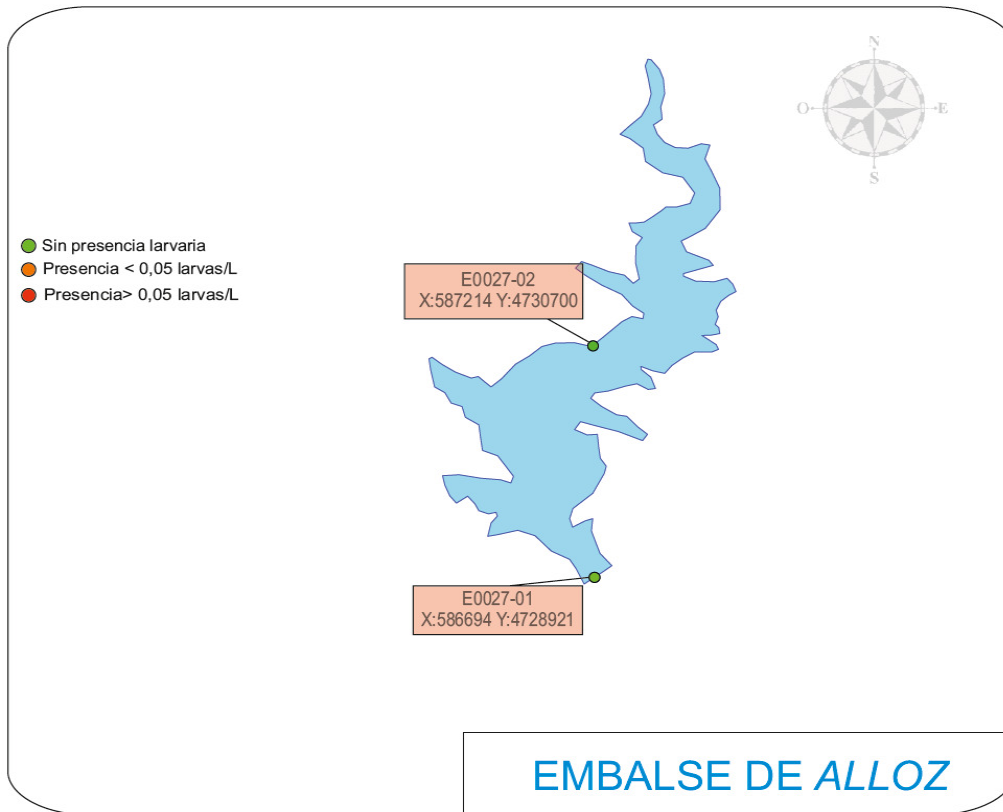 N
O
E
S
Sin presencia larvaria
Presencia < 0,05 larvas/L
Presencia> 0,05 larvas/L
E0027-02
X:587214 Y:4730700
E0027-01
X:586694 Y:4728921
EMBALSE DE ALLOZ